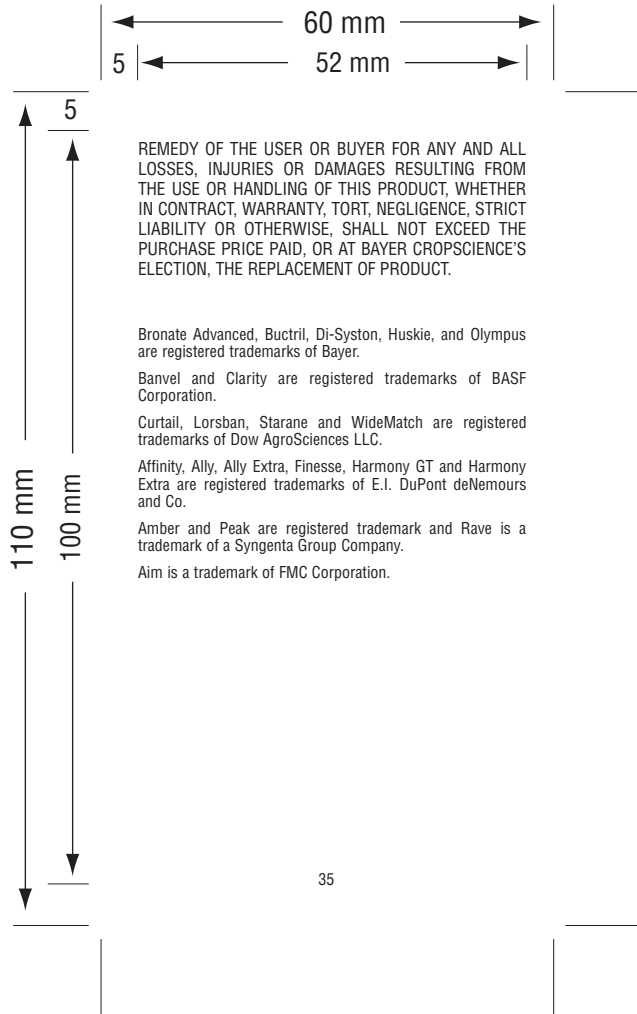 60 mm
5
52 mm
5
110 mm
100 mm
REMEDY OF THE USER OR BUYER FOR ANY AND ALL
LOSSES, INJURIES OR DAMAGES RESULTING FROM
THE USE OR HANDLING OF THIS PRODUCT, WHETHER
IN CONTRACT, WARRANTY, TORT, NEGLIGENCE, STRICT
LIABILITY OR OTHERWISE, SHALL NOT EXCEED THE
PURCHASE PRICE PAID, OR AT BAYER CROPSCIENCE'S
ELECTION, THE REPLACEMENT OF PRODUCT.
Bronate Advanced, Buctril, Di-Syston, Huskie, and Olympus
are registered trademarks of Bayer.
Banvel and Clarity are registered trademarks of BASF
Corporation.
Curtail, Lorsban, Starane and WideMatch are registered
trademarks of Dow AgroSciences LLC.
Affinity, Ally, Ally Extra, Finesse, Harmony GT and Harmony
Extra are registered trademarks of E.I. DuPont deNemours
and Co.
Amber and Peak are registered trademark and Rave is a
trademark of a Syngenta Group Company.
Aim is a trademark of FMC Corporation.
35